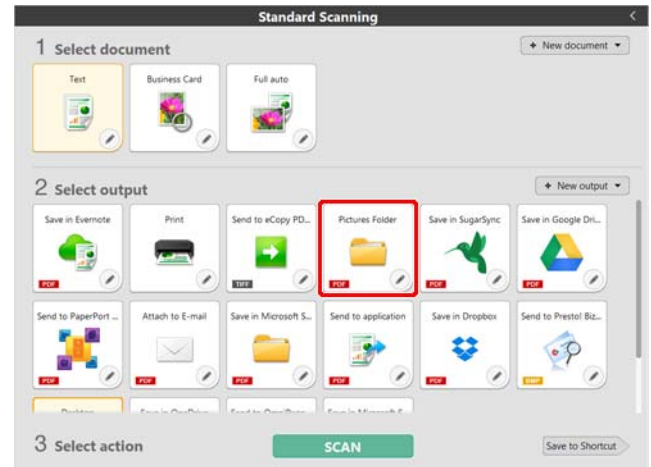 Standard Scanning
1 Select document
+ New document
Text
Business Card
Full auto
2 Select output
+ New output
Save in Evernote
PDF
Print
Send to eCopy PD...
TIFF
Pictures Folder
PDF
Save in SugarSync
PDF
Save in Google Dri...
PDF
Send to PaperPort ...
PDF
Attach to E-mail
PDF
Save in Microsoft S...
PDF
Send to application
PDF
Save in Dropbox
PDF
Send to Presto! Biz...
BMP
3 Select action
SCAN
Save to Shortcut